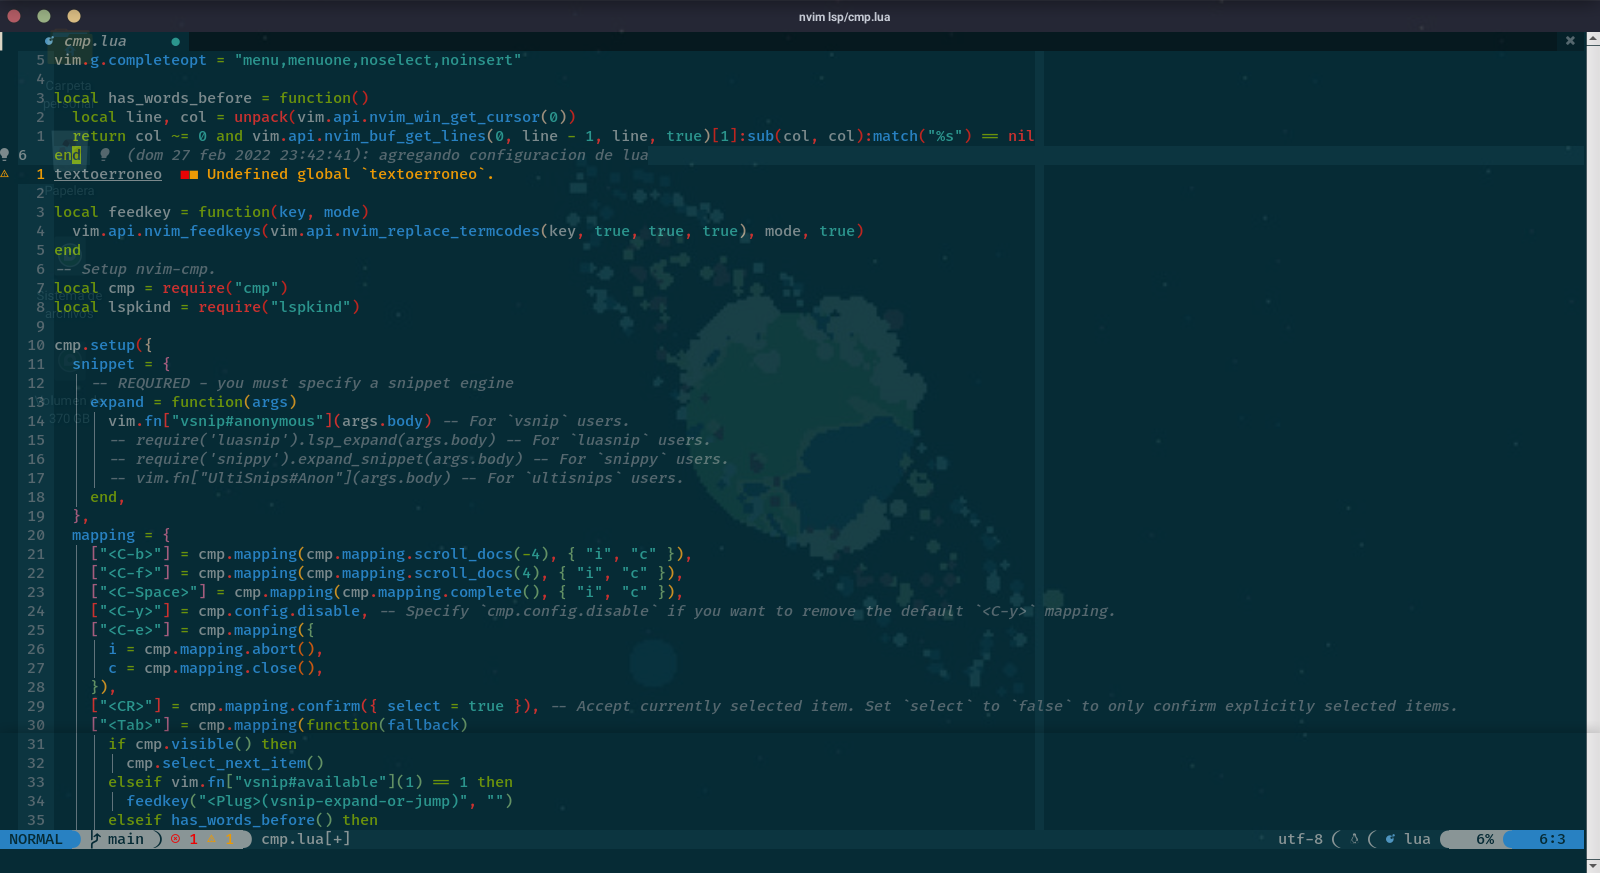 nvim lsp/cmp.lua
cmp.lua
5 vim.g.completeopt = "menu,menuone,noselect,noinsert"
4
3 local has_words_before = function()
2 local line, col = unpack(vim.api.nvim_win_get_cursor(0))
1 return col ~= 0 and vim.api.nvim_buf_get_lines(0, line - 1, line, true)[1]:sub(col, col):match("%s") == nil
6 end (dom 27 feb 2022 23:42:41): agregando configuracion de lua
1 textoerroneo Undefined global `textoerroneo`.
2
3 local feedkey = function(key, mode)
4 vim.api.nvim_feedkeys(vim.api.nvim_replace_termcodes(key, true, true, true), mode, true)
5 end
6 -- Setup nvim-cmp.
7 local cmp = require("cmp")
8 local lspkind = require("lspkind")
9
10 cmp.setup({
11 snippet = {
12 -- REQUIRED - you must specify a snippet engine
13 expand = function(args)
14 vim.fn["vsnip#anonymous"](args.body) -- For `vsnip` users.
15 -- require('luasnip').lsp_expand(args.body) -- For `luasnip` users.
16 -- require('snippy').expand_snippet(args.body) -- For `snippy` users.
17 -- vim.fn["UltiSnips#Anon"](args.body) -- For `ultisnips` users.
18 end,
19 },
20 mapping = {
21 ["<C-b>"] = cmp.mapping(cmp.mapping.scroll_docs(-4), { "i", "c" }),
22 ["<C-f>"] = cmp.mapping(cmp.mapping.scroll_docs(4), { "i", "c" }),
23 ["<C-Space>"] = cmp.mapping(cmp.mapping.complete(), { "i", "c" }),
24 ["<C-y>"] = cmp.config.disable, -- Specify `cmp.config.disable` if you want to remove the default `<C-y>` mapping.
25 ["<C-e>"] = cmp.mapping({
26 i = cmp.mapping.abort(),
27 c = cmp.mapping.close(),
28 }),
29 ["<CR>"] = cmp.mapping.confirm({ select = true }), -- Accept currently selected item. Set `select` to `false` to only confirm explicitly selected items.
30 ["<Tab>"] = cmp.mapping(function(fallback)
31 if cmp.visible() then
32 cmp.select_next_item()
33 elseif vim.fn["vsnip#available"](1) == 1 then
34 feedkey("<Plug>(vsnip-expand-or-jump)", "")
35 elseif has_words_before() then
NORMAL main 1 1 cmp.lua[+] utf-8 lua 6% 6:3
Carpeta
personal
Papelera
Sistema de
archivos
370 GB